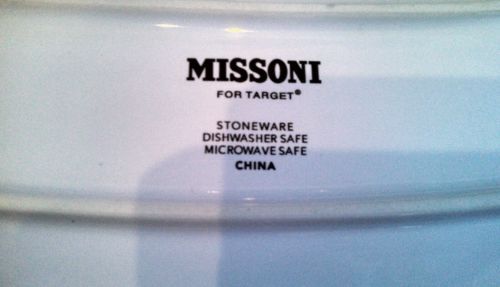 MISSONI
FOR TARGET®
STONEWARE
DISHWASHER SAFE
MICROWAVE SAFE
CHINA